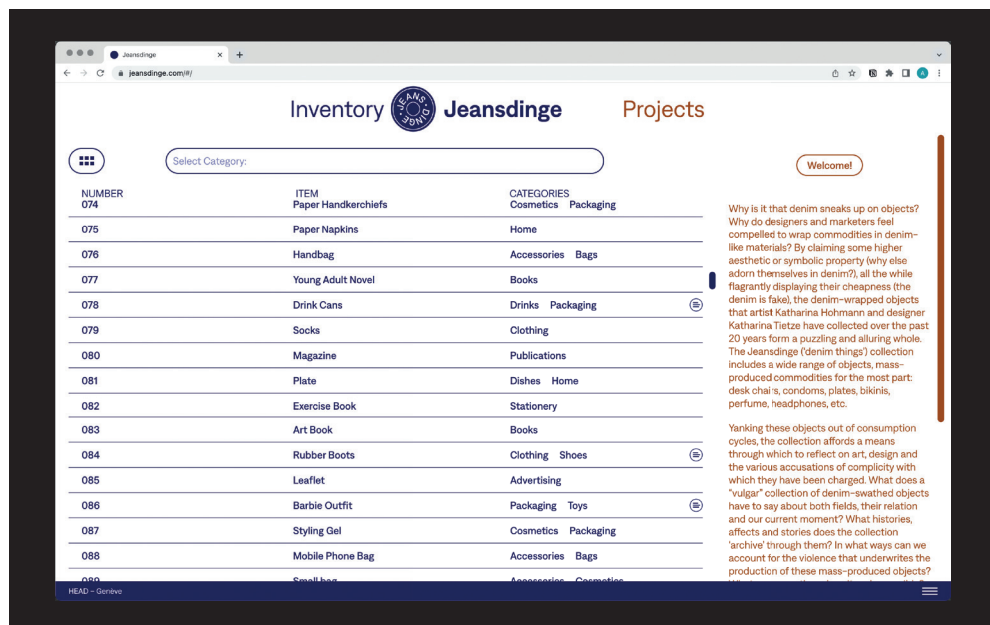 Jeansdinge
jeansdinge.com/#/
A
Inventory JEANS DINGE Jeansdinge Projects
Select Category:
Welcome!
NUMBER ITEM CATEGORIES
074 Paper Handkerchiefs Cosmetics Packaging
075 Paper Napkins Home
076 Handbag Accessories Bags
077 Young Adult Novel Books
078 Drink Cans Drinks Packaging
079 Socks Clothing
080 Magazine Publications
081 Plate Dishes Home
082 Exercise Book Stationery
083 Art Book Books
084 Rubber Boots Clothing Shoes
085 Leaflet Advertising
086 Barbie Outfit Packaging Toys
087 Styling Gel Cosmetics Packaging
088 Mobile Phone Bag Accessories Bags
089 Small bag Accessories Cosmetics
Why is it that denim sneaks up on objects?
Why do designers and marketers feel
compelled to wrap commodities in denim-
like materials? By claiming some higher
aesthetic or symbolic property (why else
adorn themselves in denim?), all the while
flagrantly displaying their cheapness (the
denim is fake), the denim-wrapped objects
that artist Katharina Hohmann and designer
Katharina Tietze have collected over the past
20 years form a puzzling and alluring whole.
The Jeansdinge ('denim things') collection
includes a wide range of objects, mass-
produced commodities for the most part:
desk chairs, condoms, plates, bikinis,
perfume, headphones, etc.
Yanking these objects out of consumption
cycles, the collection affords a means
through which to reflect on art, design and
the various accusations of complicity with
which they have been charged. What does a
"vulgar" collection of denim-swathed objects
have to say about both fields, their relation
and our current moment? What histories,
affects and stories does the collection
'archive' through them? In what ways can we
account for the violence that underwrites the
production of these mass-produced objects?
HEAD – Genève